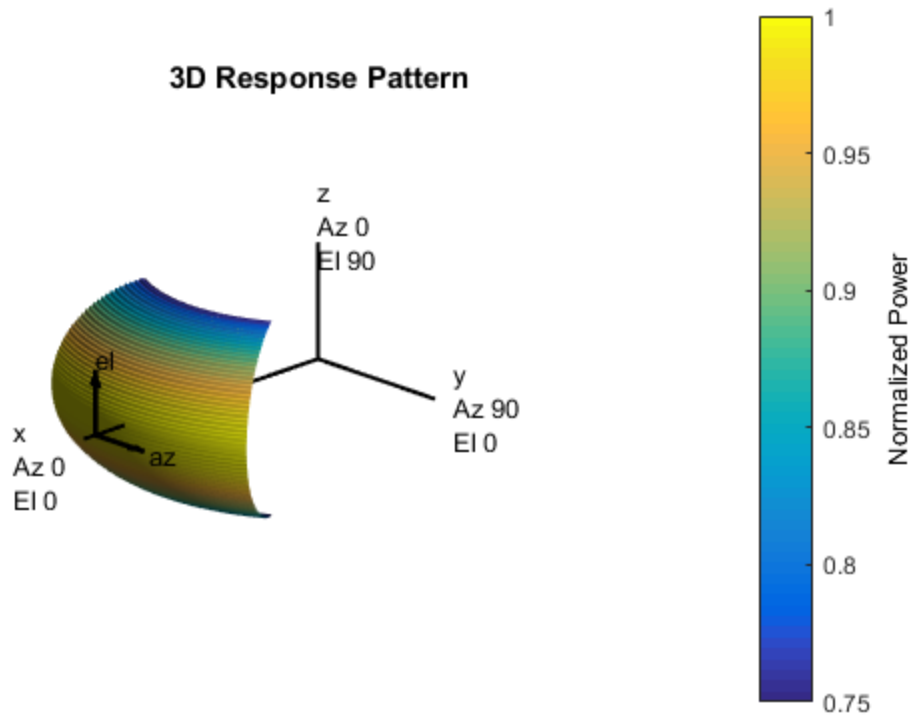 3D Response Pattern
z
Az 0
El 90
el
y
Az 90
El 0
x
Az 0
El 0
az
1
0.95
0.9
0.85
0.8
0.75
Normalized Power